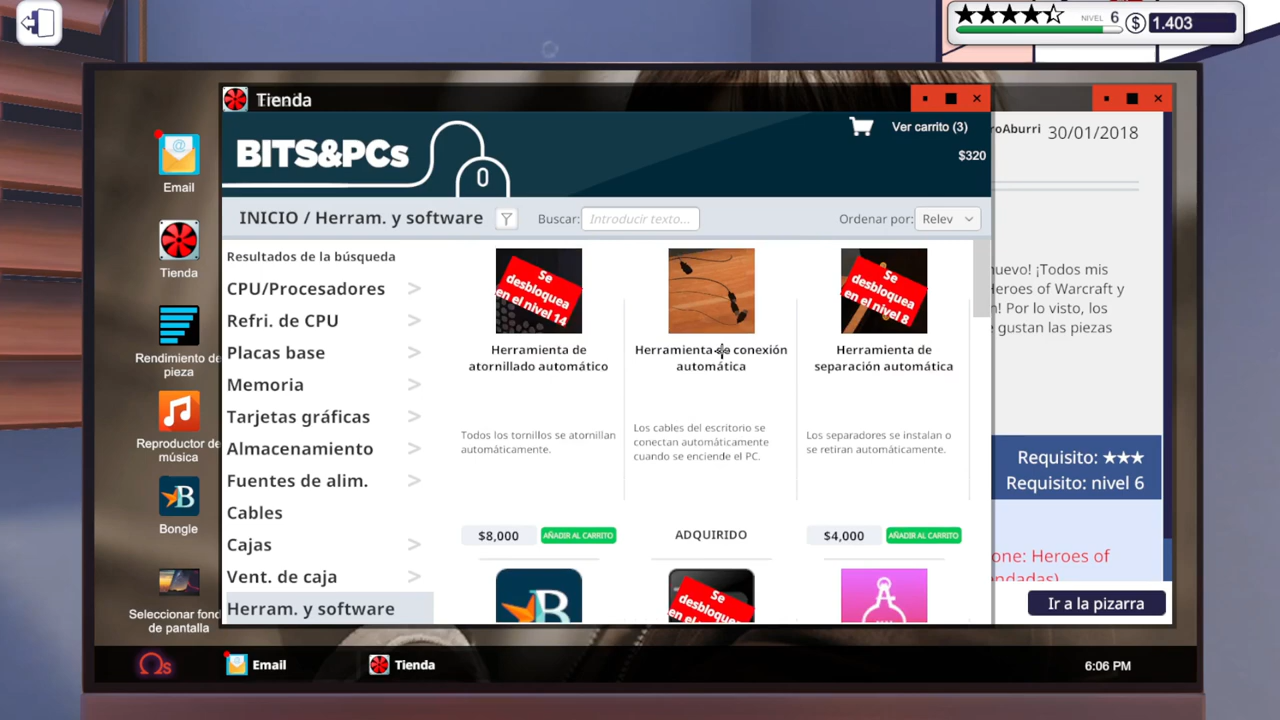 NIVEL 6 $ 1.403
Tienda
Email
Tienda
Rendimiento de
pieza
Reproductor de
música
Bongle
Seleccionar fond
de pantalla
BITS&PCs
Ver carrito (3)
$320
INICIO / Herram. y software
Buscar: Introducir texto...
Ordenar por: Relev
Resultados de la búsqueda
CPU/Procesadores >
Refri. de CPU >
Placas base >
Memoria >
Tarjetas gráficas >
Almacenamiento >
Fuentes de alim. >
Cables
Cajas >
Vent. de caja >
Herram. y software
Se
desbloquea
en el nivel 14
Herramienta de
atornillado automático
Todos los tornillos se atornillan
automáticamente.
$8,000 AÑADIR AL CARRITO
Herramienta de conexión
automática
Los cables del escritorio se
conectan automáticamente
cuando se enciende el PC.
ADQUIRIDO
Se
desbloquea
en el nivel 8
Herramienta de
separación automática
Los separadores se instalan o
se retiran automáticamente.
$4,000 AÑADIR AL CARRITO
B
Se
desbloquea
roAburri 30/01/2018
nuevo! ¡Todos mis
Heroes of Warcraft y
! Por lo visto, los
gustan las piezas
Requisito: ★★★
Requisito: nivel 6
one: Heroes of
ndadas)
Ir a la pizarra
Ωs
Email
Tienda
6:06 PM